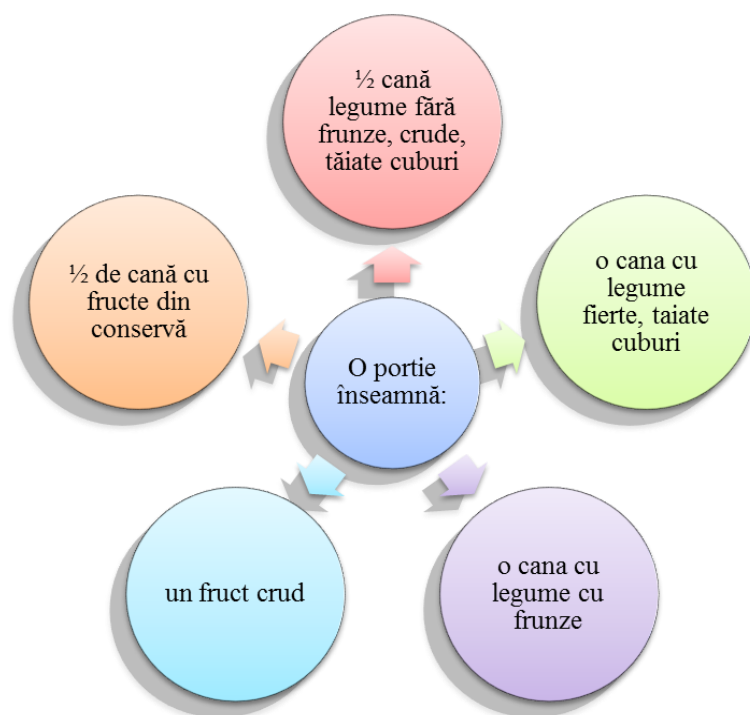 ½ cană
legume fără
frunze, crude,
tăiate cuburi
o cana cu
legume
fierte, taiate
cuburi
o cana cu
legume cu
frunze
un fruct crud
½ de cană cu
fructe din
conservă
O portie
înseamnă: